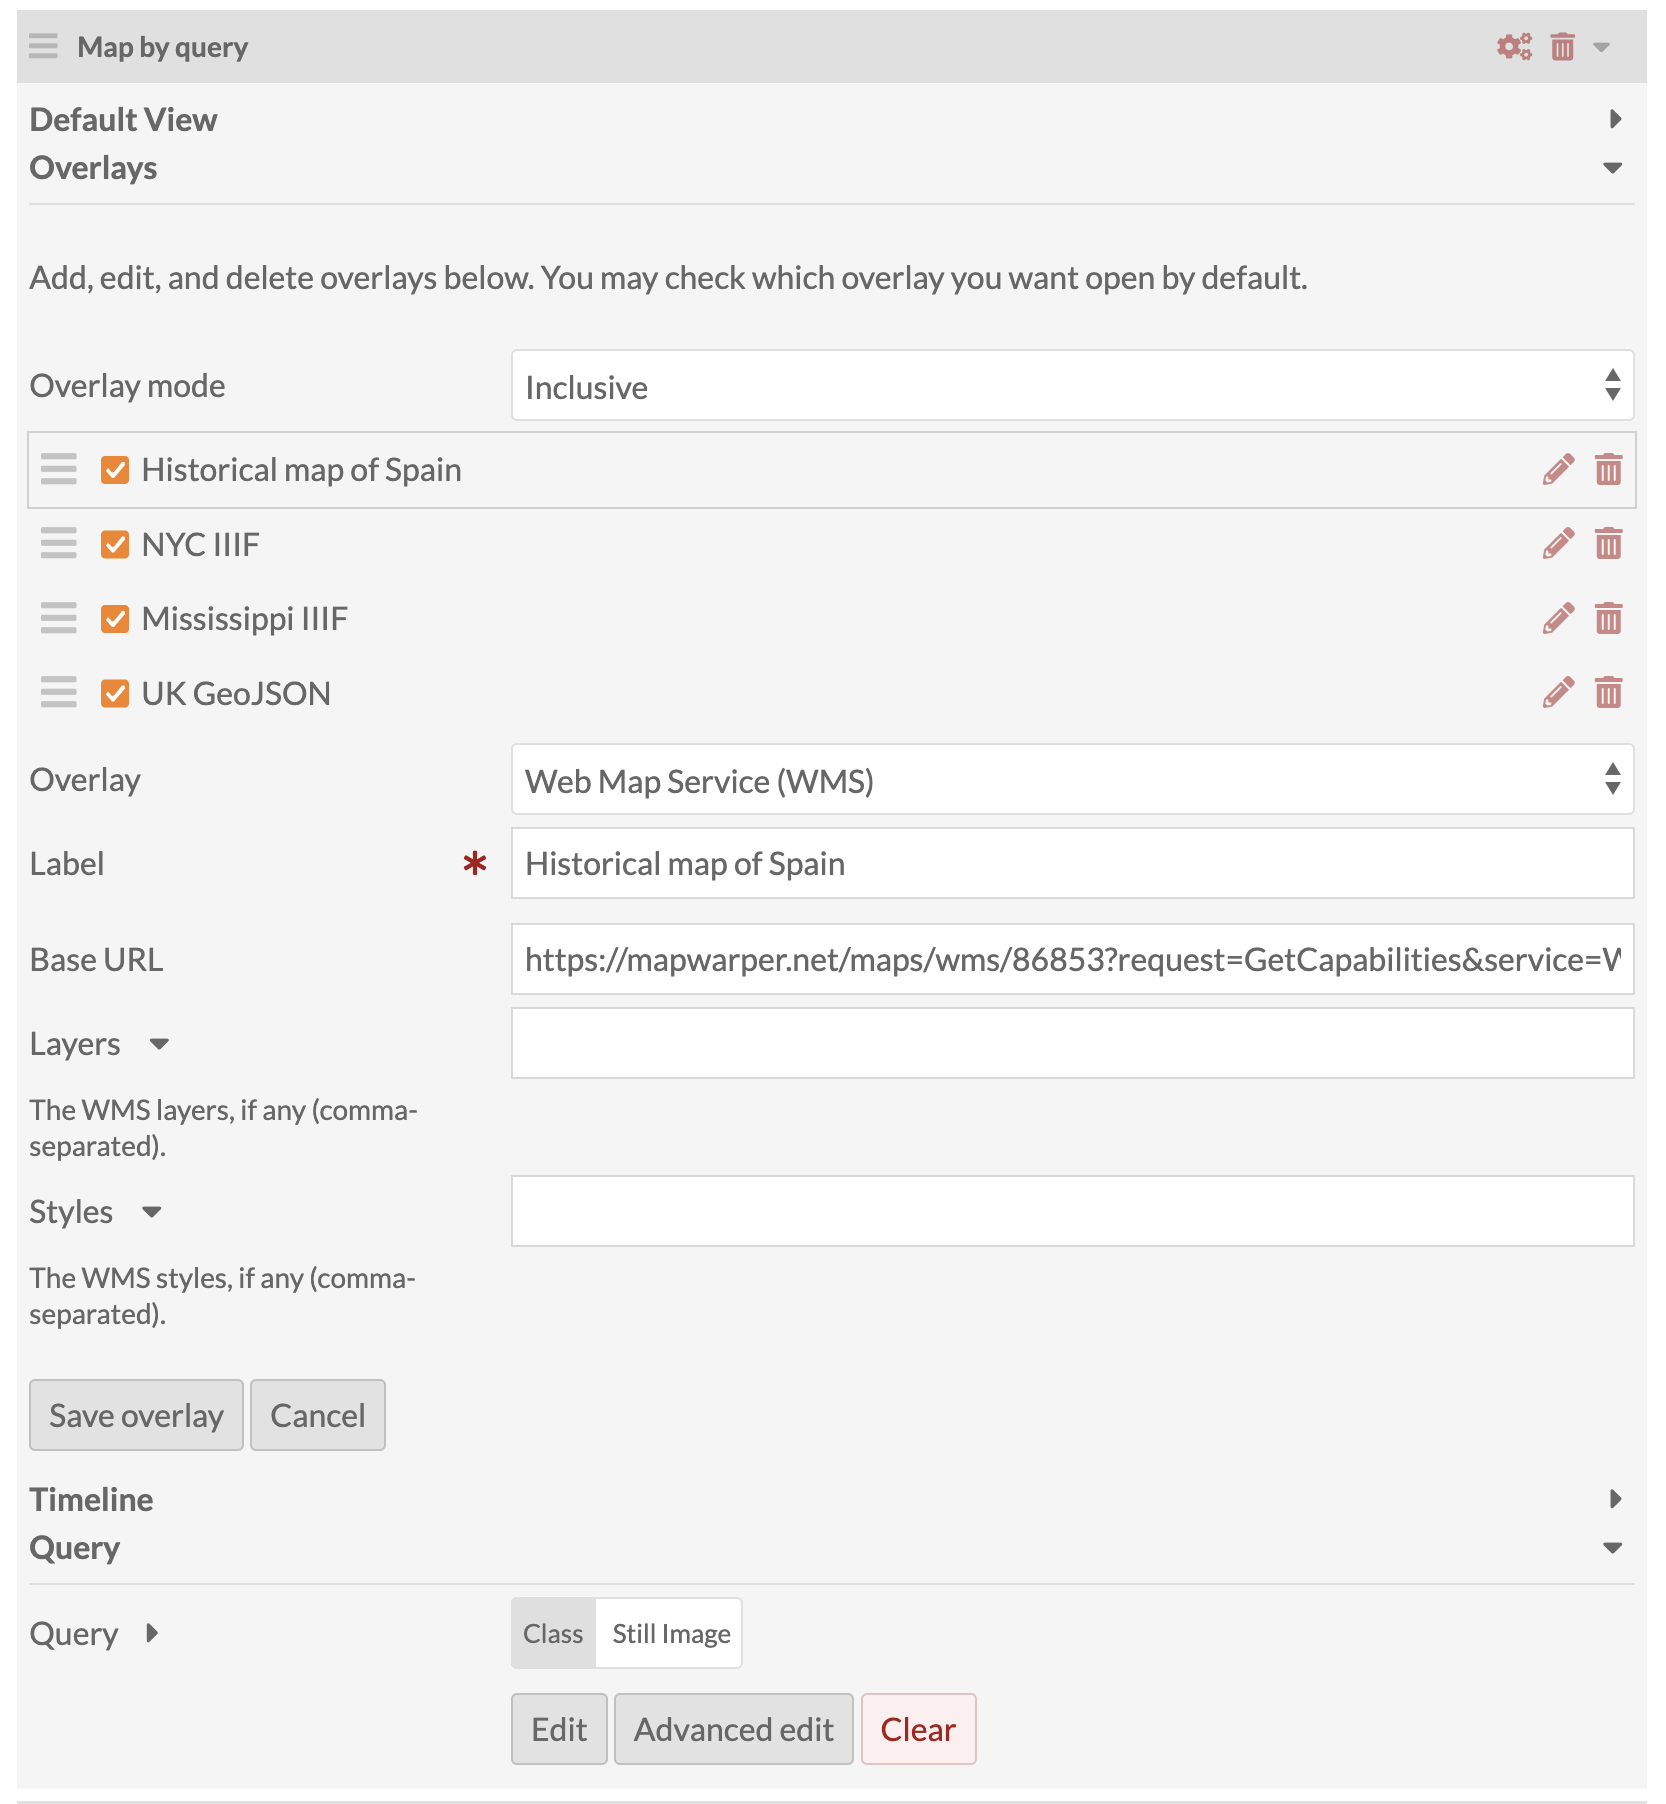 Map by query
Default View
Overlays
Add, edit, and delete overlays below. You may check which overlay you want open by default.
Overlay mode
Inclusive
Historical map of Spain
NYC IIIF
Mississippi IIIF
UK GeoJSON
Overlay
Web Map Service (WMS)
Label *
Historical map of Spain
Base URL
https://mapwarper.net/maps/wms/86853?request=GetCapabilities&service=W
Layers
The WMS layers, if any (comma-
separated).
Styles
The WMS styles, if any (comma-
separated).
Save overlay
Cancel
Timeline
Query
Query
Class
Still Image
Edit
Advanced edit
Clear